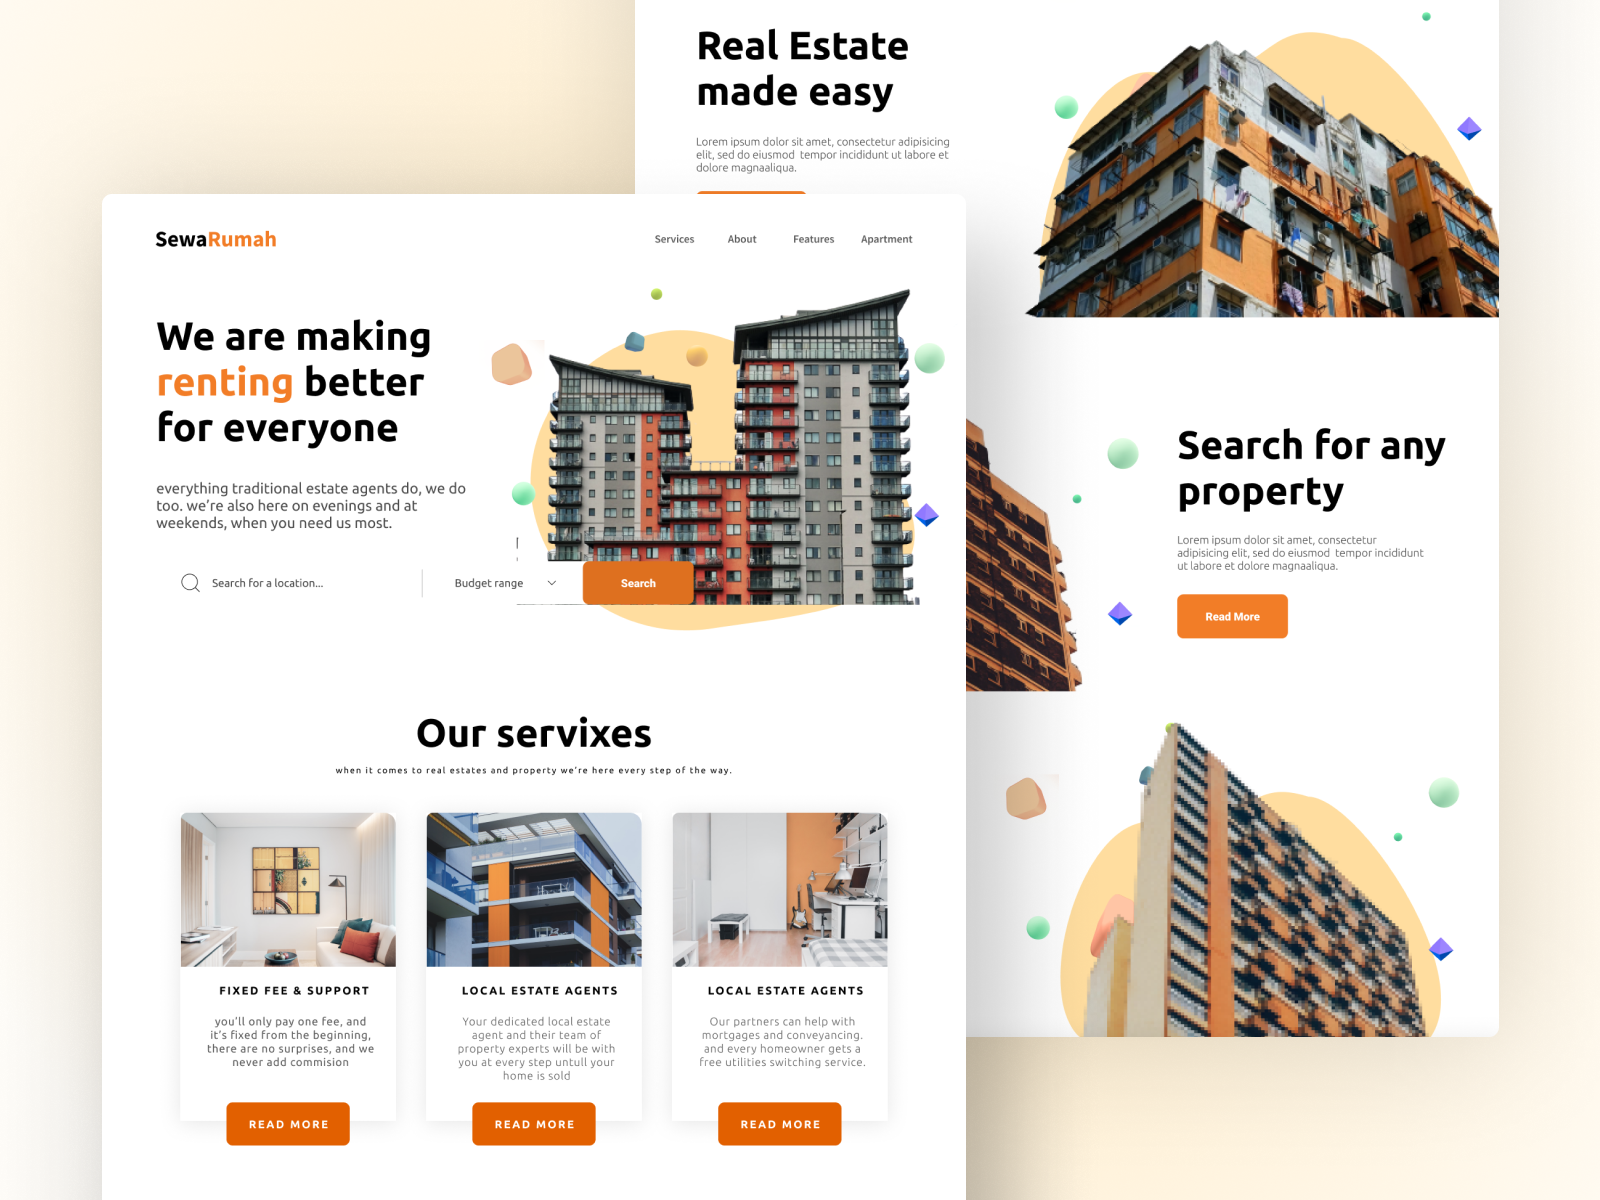 Real Estate
made easy
Lorem ipsum dolor sit amet, consectetur adipisicing
elit, sed do eiusmod tempor incididunt ut labore et
dolore magnaaliqua.
SewaRumah
Services About Features Apartment
We are making
renting better
for everyone
everything traditional estate agents do, we do
too. we're also here on evenings and at
weekends, when you need us most.
Search for a location...
Budget range
Search
Search for any
property
Lorem ipsum dolor sit amet, consectetur
adipisicing elit, sed do eiusmod tempor incididunt
ut labore et dolore magnaaliqua.
Read More
Our servixes
when it comes to real estates and property we're here every step of the way.
FIXED FEE & SUPPORT
you'll only pay one fee, and
it's fixed from the beginning,
there are no surprises, and we
never add commision
READ MORE
LOCAL ESTATE AGENTS
Your dedicated local estate
agent and their team of
property experts will be with
you at every step untull your
home is sold
READ MORE
LOCAL ESTATE AGENTS
Our partners can help with
mortgages and conveyancing.
and every homeowner gets a
free utilities switching service.
READ MORE